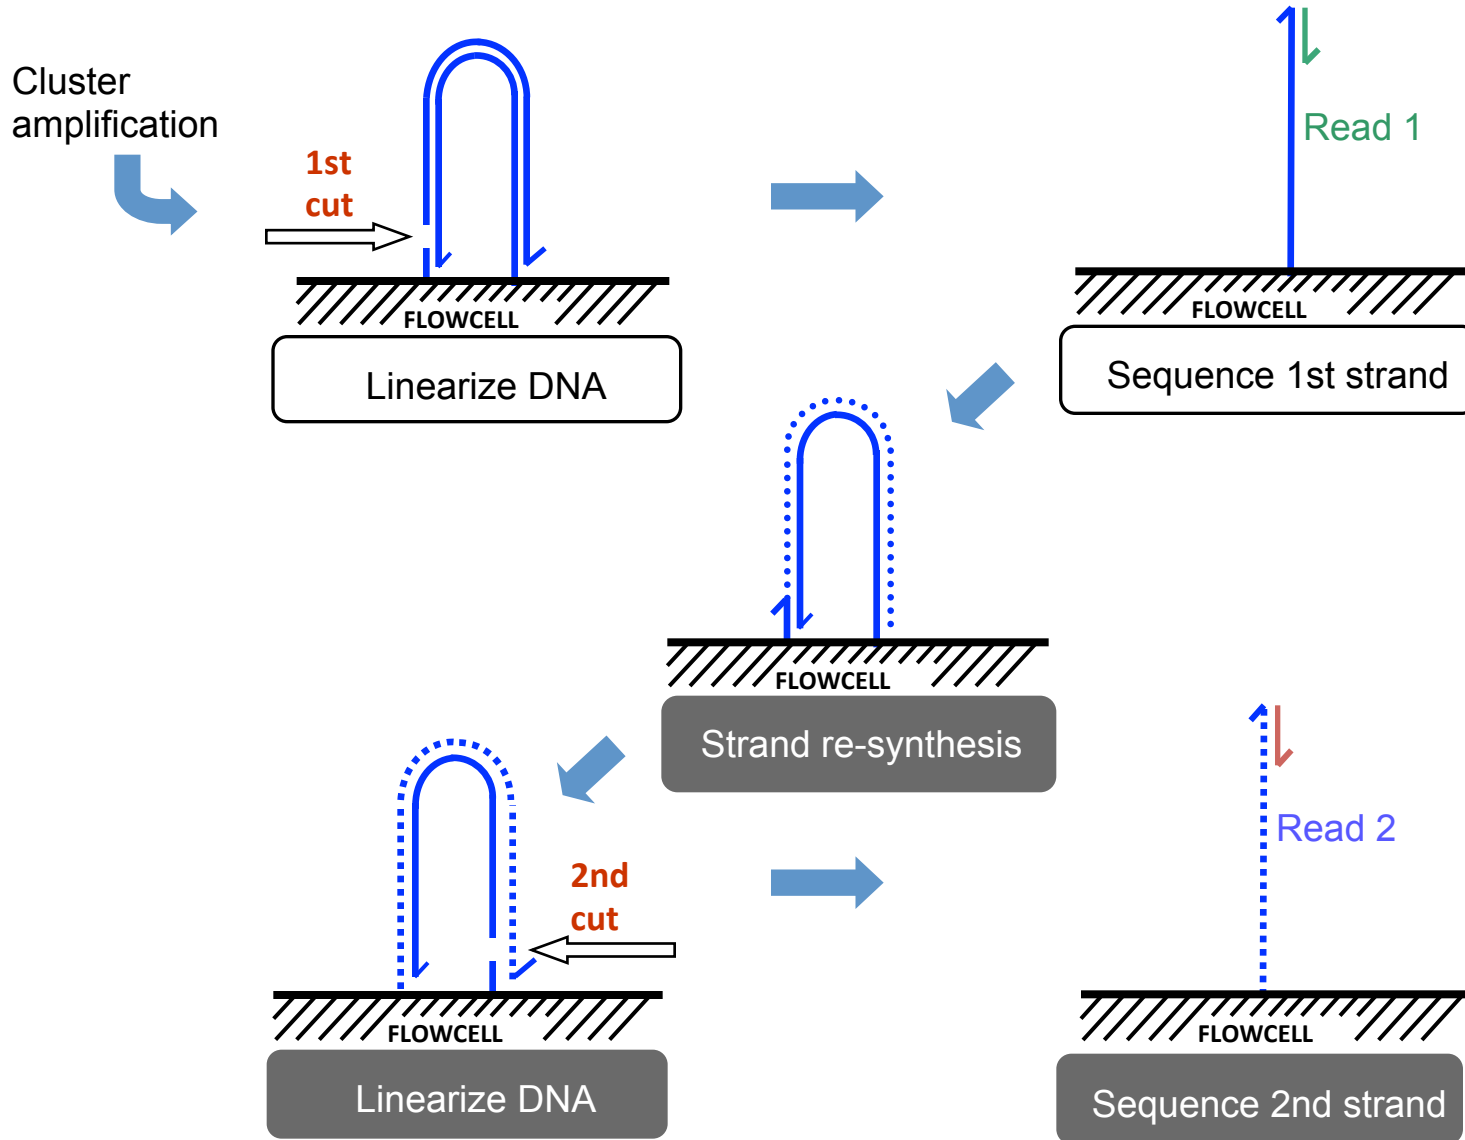 Cluster
amplification
1st
cut
FLOWCELL
Linearize DNA
Read 1
FLOWCELL
Sequence 1st strand
FLOWCELL
Strand re-synthesis
2nd
cut
FLOWCELL
Linearize DNA
Read 2
FLOWCELL
Sequence 2nd strand